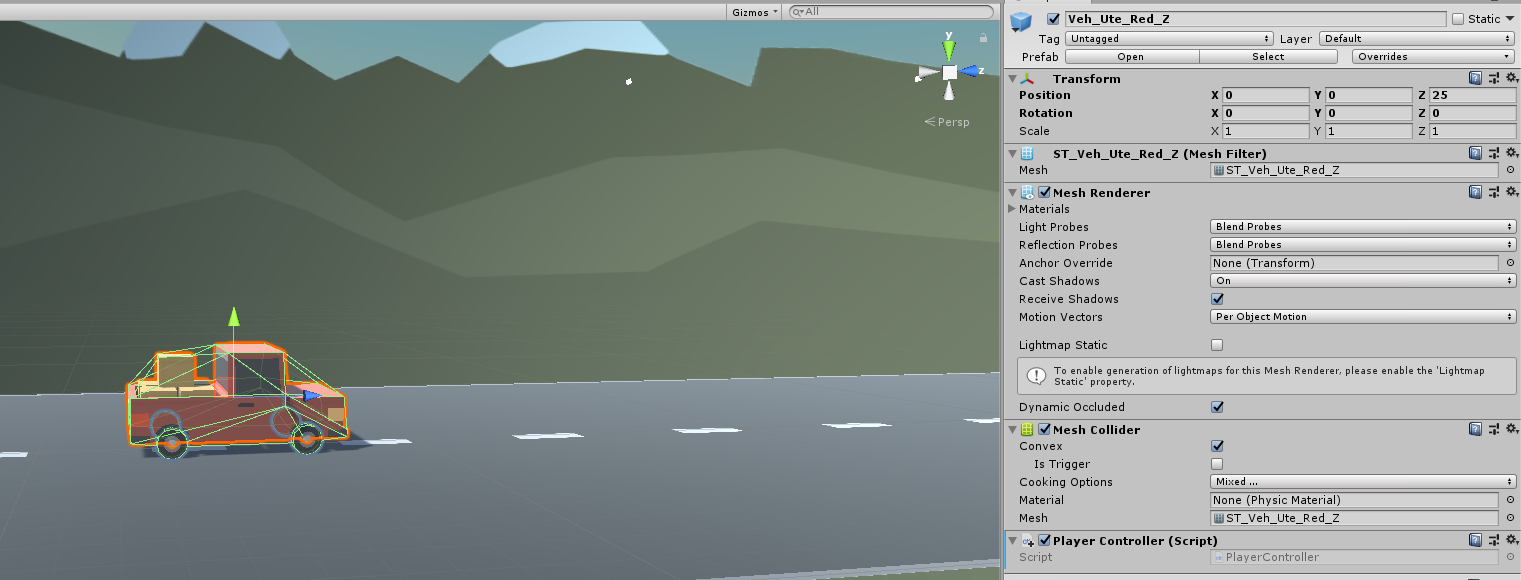 Gizmos
All
y
z
Persp
Veh_Ute_Red_Z
Static
Tag Untagged Layer Default
Prefab Open Select Overrides
Transform
Position X 0 Y 0 Z 25
Rotation X 0 Y 0 Z 0
Scale X 1 Y 1 Z 1
ST_Veh_Ute_Red_Z (Mesh Filter)
Mesh ST_Veh_Ute_Red_Z
Mesh Renderer
Materials
Light Probes Blend Probes
Reflection Probes Blend Probes
Anchor Override None (Transform)
Cast Shadows On
Receive Shadows
Motion Vectors Per Object Motion
Lightmap Static
To enable generation of lightmaps for this Mesh Renderer, please enable the 'Lightmap
Static' property.
Dynamic Occluded
Mesh Collider
Convex
Is Trigger
Cooking Options Mixed ...
Material None (Physic Material)
Mesh ST_Veh_Ute_Red_Z
Player Controller (Script)
Script PlayerController